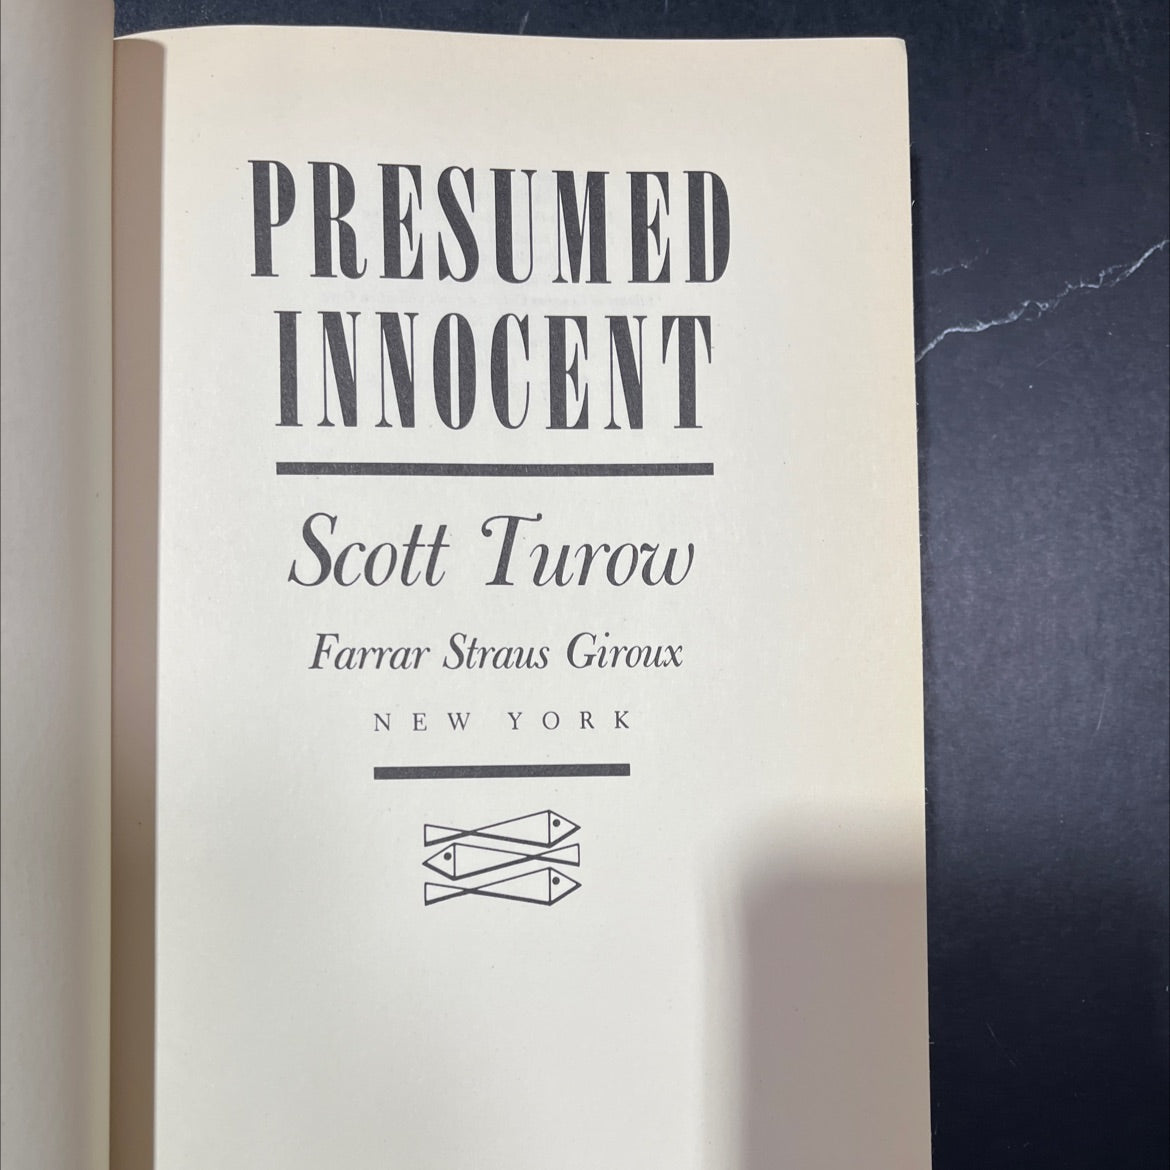 PRESUMED
INNOCENT
Scott Turow
Farrar Straus Giroux
NEW YORK